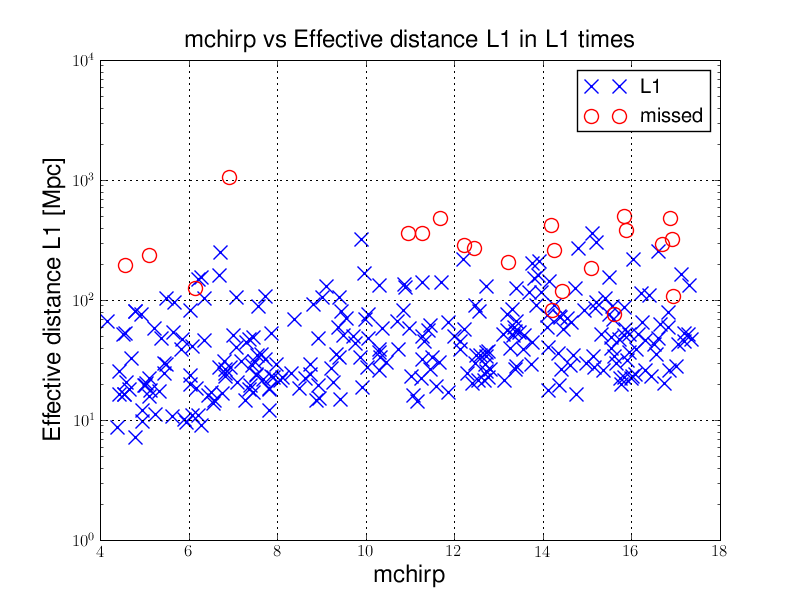 mchirp vs Effective distance L1 in L1 times
L1
missed
Effective distance L1 [Mpc]
10^4
10^3
10^2
10^1
10^0
4 6 8 10 12 14 16 18
mchirp